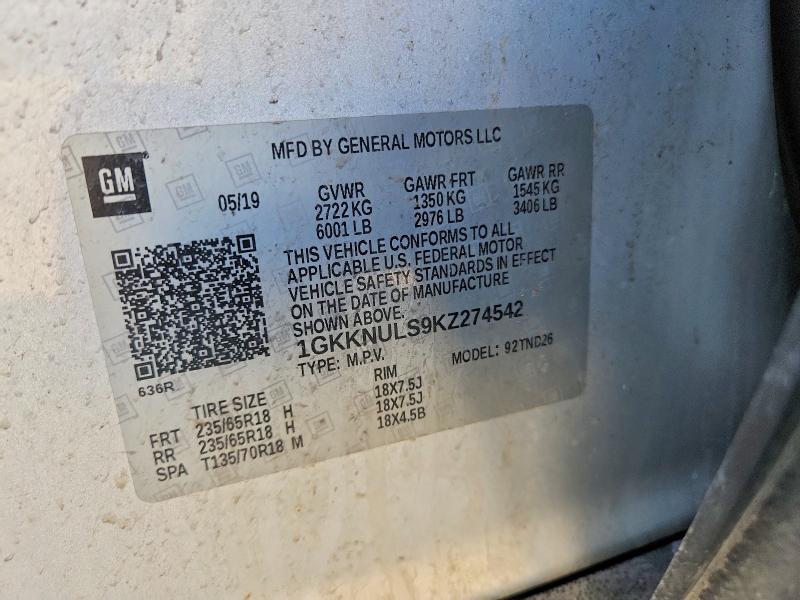 MFD BY GENERAL MOTORS LLC
GM
05/19
GVWR GAWR FRT GAWR RR
2722 KG 1350 KG 1545 KG
6001 LB 2976 LB 3406 LB
THIS VEHICLE CONFORMS TO ALL
APPLICABLE U.S. FEDERAL MOTOR
VEHICLE SAFETY STANDARDS IN EFFECT
ON THE DATE OF MANUFACTURE
SHOWN ABOVE.
1GKKNULS9KZ274542
TYPE: M.P.V. MODEL: 92TND26
636R
TIRE SIZE RIM
FRT 235/65R18 H 18X7.5J
RR 235/65R18 H 18X7.5J
SPA T135/70R18 M 18X4.5B